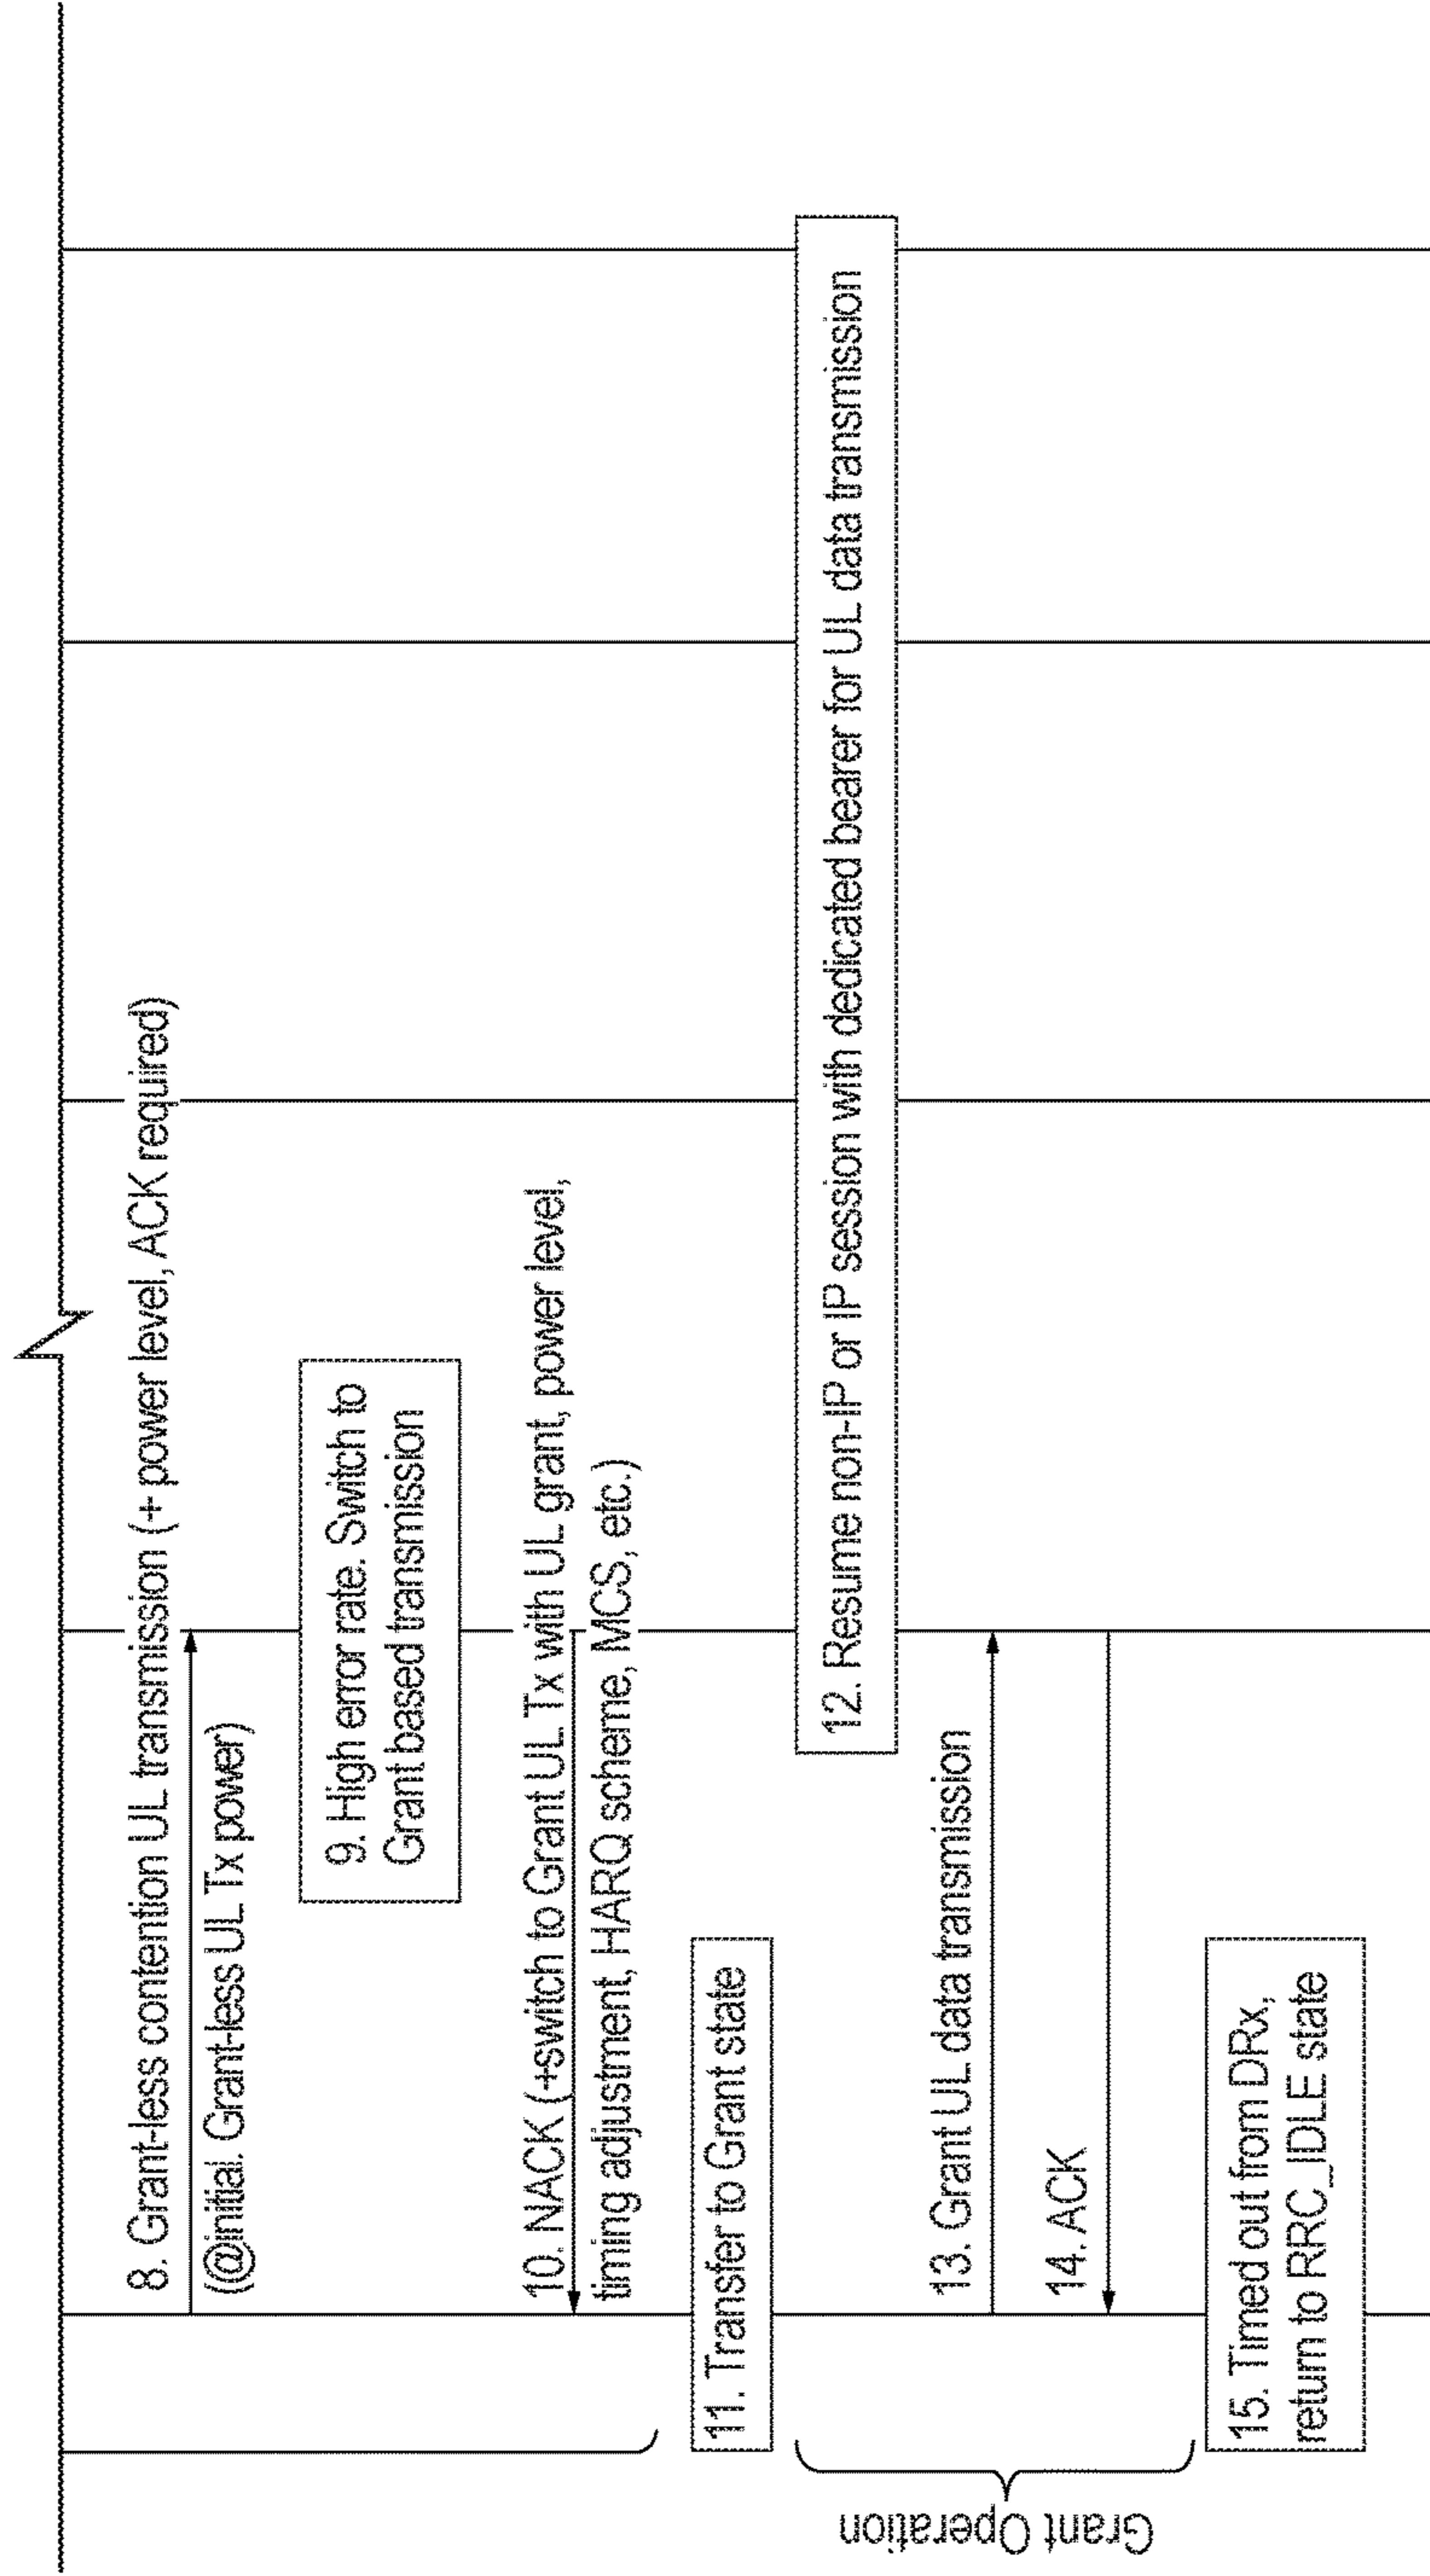 8. Grant-less contention UL transmission (+ power level, ACK required)
(@initial. Grant-less UL Tx power)
9. High error rate. Switch to
Grant based transmission
10. NACK (+switch to Grant UL Tx with UL grant, power level,
timing adjustment, HARQ scheme, MCS, etc.)
11. Transfer to Grant state
12. Resume non-IP or IP session with dedicated bearer for UL data transmission
Grant Operation
13. Grant UL data transmission
14. ACK
15. Timed out from DRx,
return to RRC_IDLE state